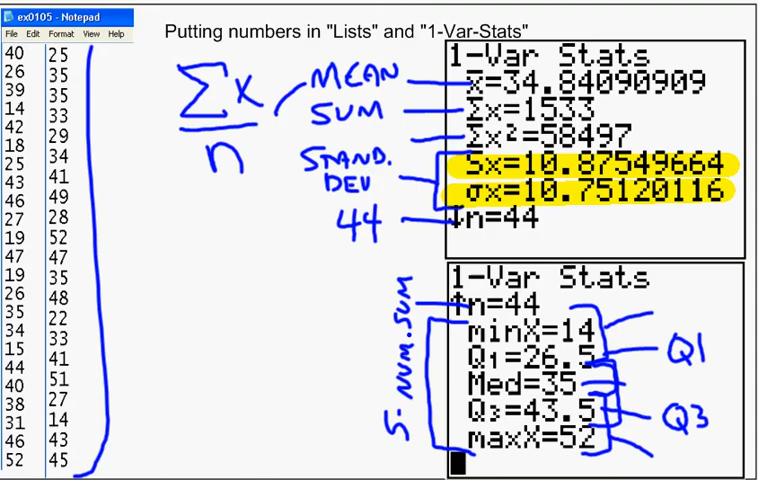 ex0105 - Notepad
File Edit Format View Help
40 25
26 35
39 35
14 33
42 29
18 34
25 41
43 49
46 28
27 52
19 47
47 35
19 48
26 22
35 33
34 41
15 51
44 27
40 14
38 43
31 45
46
52
Putting numbers in "Lists" and "1-Var-Stats"
Σx
n
MEAN
SUM
STAND.
DEV
44
1-Var Stats
x̄=34.84090909
Σx=1533
Σx²=58497
Sx=10.87549664
σx=10.75120116
↓n=44
5-NUM.SUM
1-Var Stats
↑n=44
minX=14
Q₁=26.5
Med=35
Q₃=43.5
maxX=52
Q1
Q3